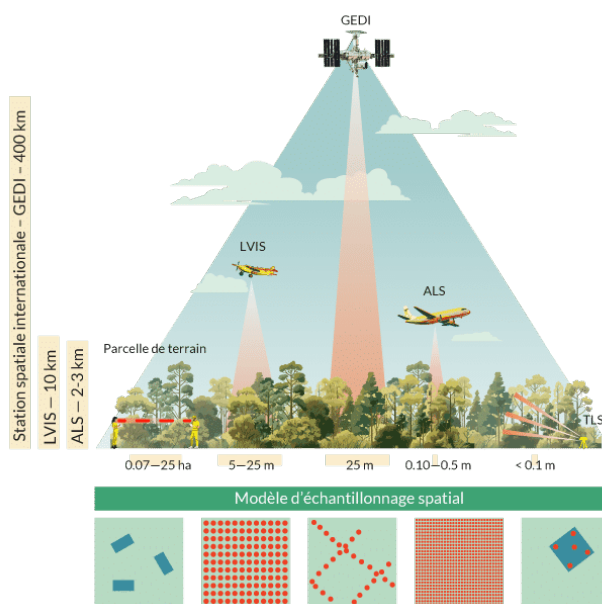 GEDI
LVIS
ALS
Station spatiale internationale – GEDI – 400 km
LVIS – 10 km
ALS – 2-3 km
Parcelle de terrain
TLS
0.07—25 ha
5—25 m
25 m
0.10—0.5 m
< 0.1 m
Modèle d'échantillonnage spatial